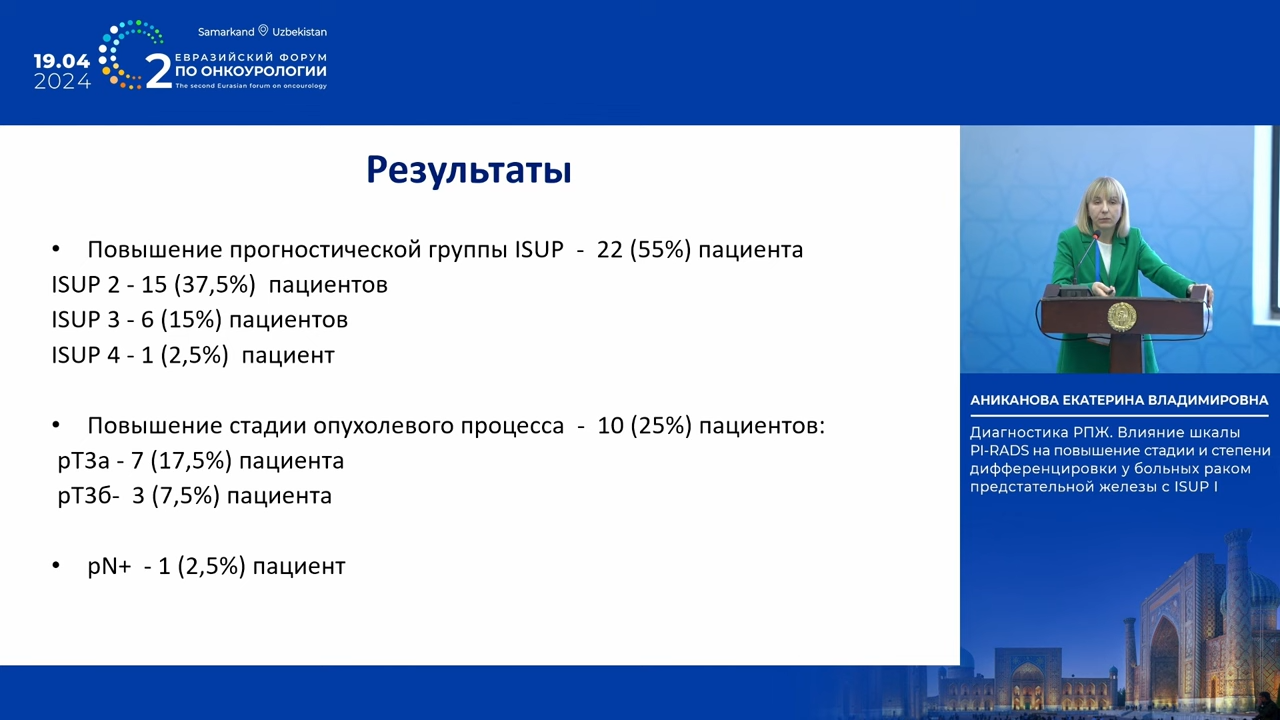 19.04
2024
Samarkand Uzbekistan
2
ЕВРАЗИЙСКИЙ ФОРУМ
ПО ОНКОУРОЛОГИИ
The second Eurasian forum on oncourology
Результаты
• Повышение прогностической группы ISUP - 22 (55%) пациента
ISUP 2 - 15 (37,5%) пациентов
ISUP 3 - 6 (15%) пациентов
ISUP 4 - 1 (2,5%) пациент
• Повышение стадии опухолевого процесса - 10 (25%) пациентов:
рТ3а - 7 (17,5%) пациента
рТ3б- 3 (7,5%) пациента
• pN+ - 1 (2,5%) пациент
АНИКАНОВА ЕКАТЕРИНА ВЛАДИМИРОВНА
Диагностика РПЖ. Влияние шкалы
PI-RADS на повышение стадии и степени
дифференцировки у больных раком
предстательной железы с ISUP I